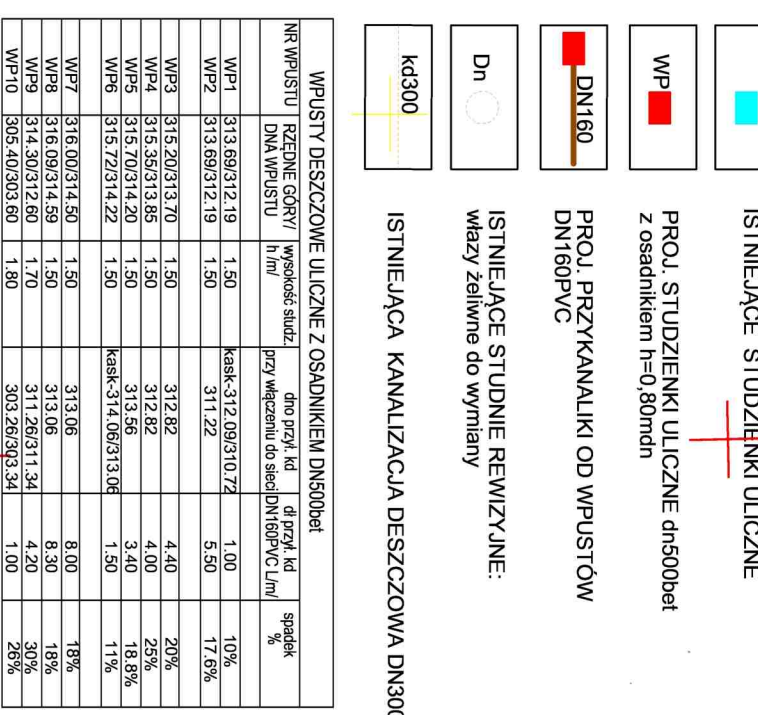 ISTNIEJĄCE STUDZIENKI ULICZNE
WP
PROJ. STUDZIENKI ULICZNE dn500bet
z osadnikiem h=0,80mdn
DN160
PROJ. PRZYKANALIKI OD WPUSTÓW
DN160PVC
Dn
ISTNIEJĄCE STUDNIE REWIZYJNE:
włazy żeliwne do wymiany
kd300
ISTNIEJĄCA KANALIZACJA DESZCZOWA DN300
WPUSTY DESZCZOWE ULICZNE Z OSADNIKIEM DN500bet
NR WPUSTU RZĘDNE GÓRY/ DNA WPUSTU wysokość studz. h /m/ dno przył. kd przy włączeniu do sieci dł przył. kd DN160PVC L/m/ spadek %
WP1 313.69/312.19 1.50 kask-312.09/310.72 1.00 10%
WP2 313.69/312.19 1.50 311.22 5.50 17.6%
WP3 315.20/313.70 1.50 312.82 4.40 20%
WP4 315.35/313.85 1.50 312.82 4.00 25%
WP5 315.70/314.20 1.50 313.56 3.40 18.8%
WP6 315.72/314.22 1.50 kask-314.06/313.06 1.50 11%
WP7 316.00/314.50 1.50 313.06 8.00 18%
WP8 316.09/314.59 1.50 313.06 8.30 18%
WP9 314.30/312.60 1.70 311.26/311.34 4.20 30%
WP10 305.40/303.60 1.80 303.26/303.34 1.00 26%